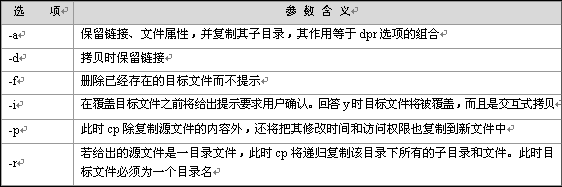 选 项 参 数 含 义
-a 保留链接、文件属性，并复制其子目录，其作用等于 dpr 选项的组合
-d 拷贝时保留链接
-f 删除已经存在的目标文件而不提示
-i 在覆盖目标文件之前将给出提示要求用户确认。回答 y 时目标文件将被覆盖，而且是交互式拷贝
-p 此时 cp 除复制源文件的内容外，还将把其修改时间和访问权限也复制到新文件中
-r 若给出的源文件是一目录文件，此时 cp 将递归复制该目录下所有的子目录和文件。此时目
标文件必须为一个目录名